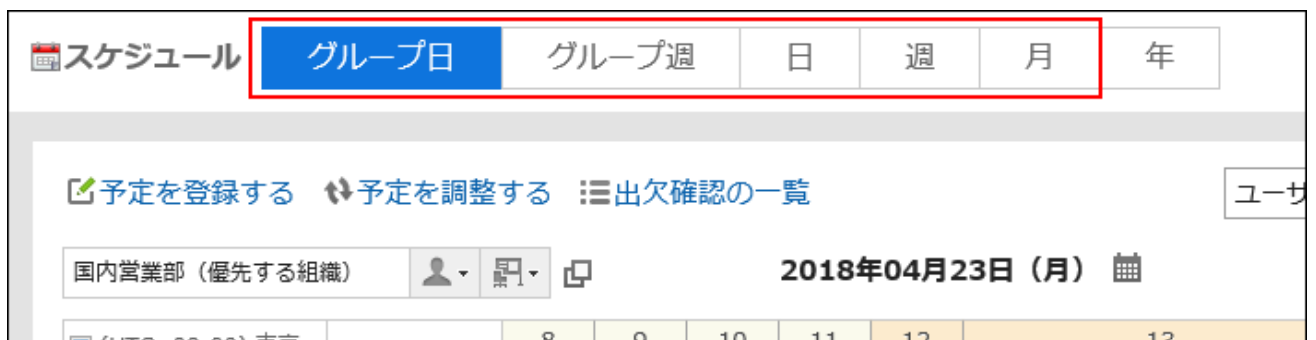 スケジュール グループ日 グループ週 日 週 月 年
予定を登録する 予定を調整する 出欠確認の一覧
ユーサ
国内営業部（優先する組織） 2018年04月23日（月）
8 9 10 11 12 13